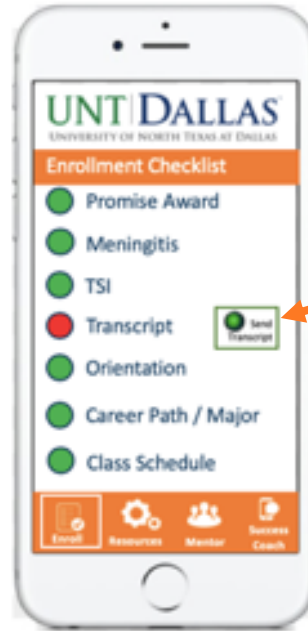 UNT DALLAS
UNIVERSITY OF NORTH TEXAS AT DALLAS
Enrollment Checklist
Promise Award
Meningitis
TSI
Transcript
Send
Transcript
Orientation
Career Path / Major
Class Schedule
Enroll
Resources
Mentor
Success
Coach